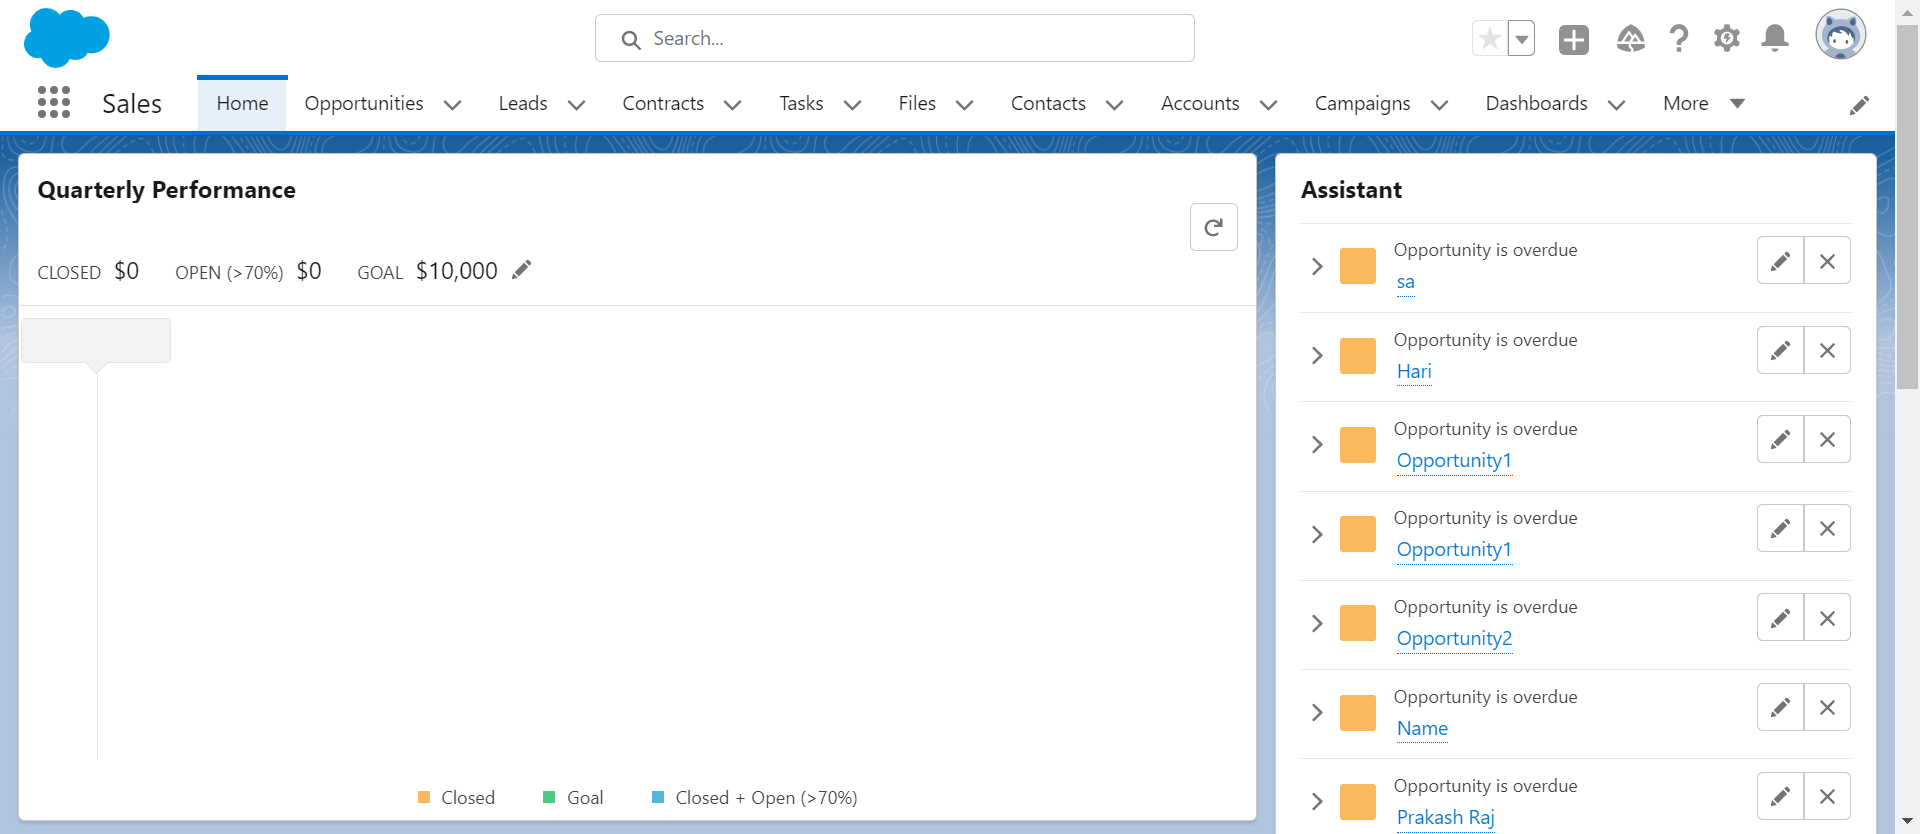 Search...
Sales
Home
Opportunities
Leads
Contracts
Tasks
Files
Contacts
Accounts
Campaigns
Dashboards
More
Quarterly Performance
CLOSED $0 OPEN (>70%) $0 GOAL $10,000
Closed
Goal
Closed + Open (>70%)
Assistant
Opportunity is overdue
sa
Opportunity is overdue
Hari
Opportunity is overdue
Opportunity1
Opportunity is overdue
Opportunity1
Opportunity is overdue
Opportunity2
Opportunity is overdue
Name
Opportunity is overdue
Prakash Raj